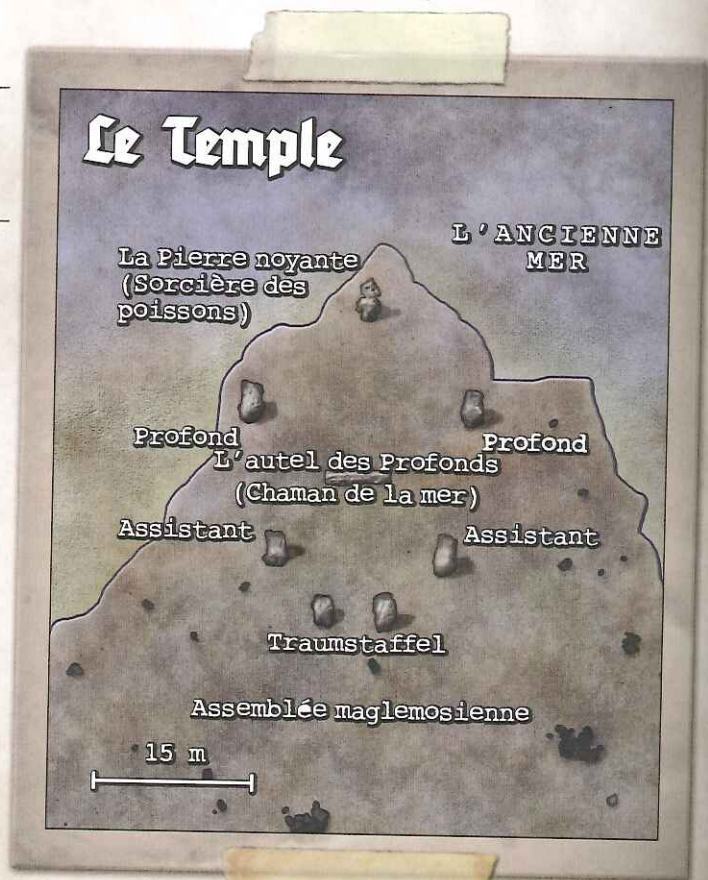 Le Temple
L'ANCIENNE
MER
La Pierre noyante
(Sorcière des
poissons)
Profond
Profond
L'autel des Profonds
(Chaman de la mer)
Assistant
Assistant
Traumstaffel
Assemblée maglemosienne
15 m